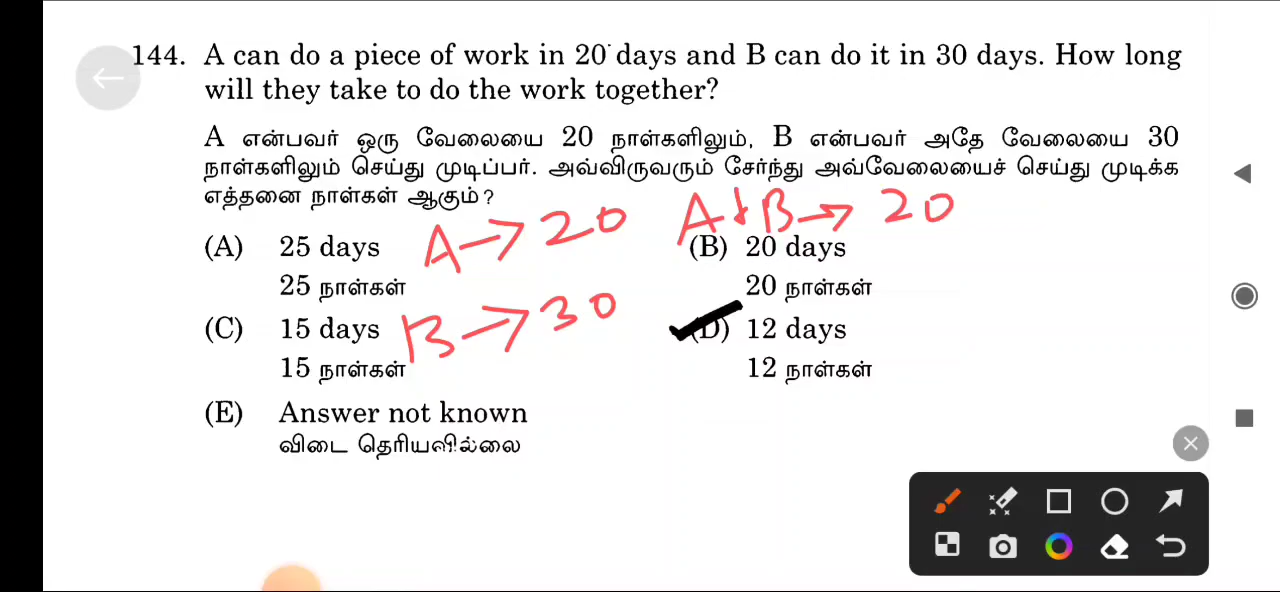 144. A can do a piece of work in 20 days and B can do it in 30 days. How long
will they take to do the work together?
A என்பவர் ஒரு வேலையை 20 நாள்களிலும், B என்பவர் அதே வேலையை 30
நாள்களிலும் செய்து முடிப்பர். அவ்விருவரும் சேர்ந்து அவ்வேலையைச் செய்து முடிக்க
எத்தனை நாள்கள் ஆகும்?
A → 20 A + B → 20
(A) 25 days (B) 20 days
25 நாள்கள் 20 நாள்கள்
B → 30
(C) 15 days (D) 12 days
15 நாள்கள் 12 நாள்கள்
(E) Answer not known
விடை தெரியவில்லை